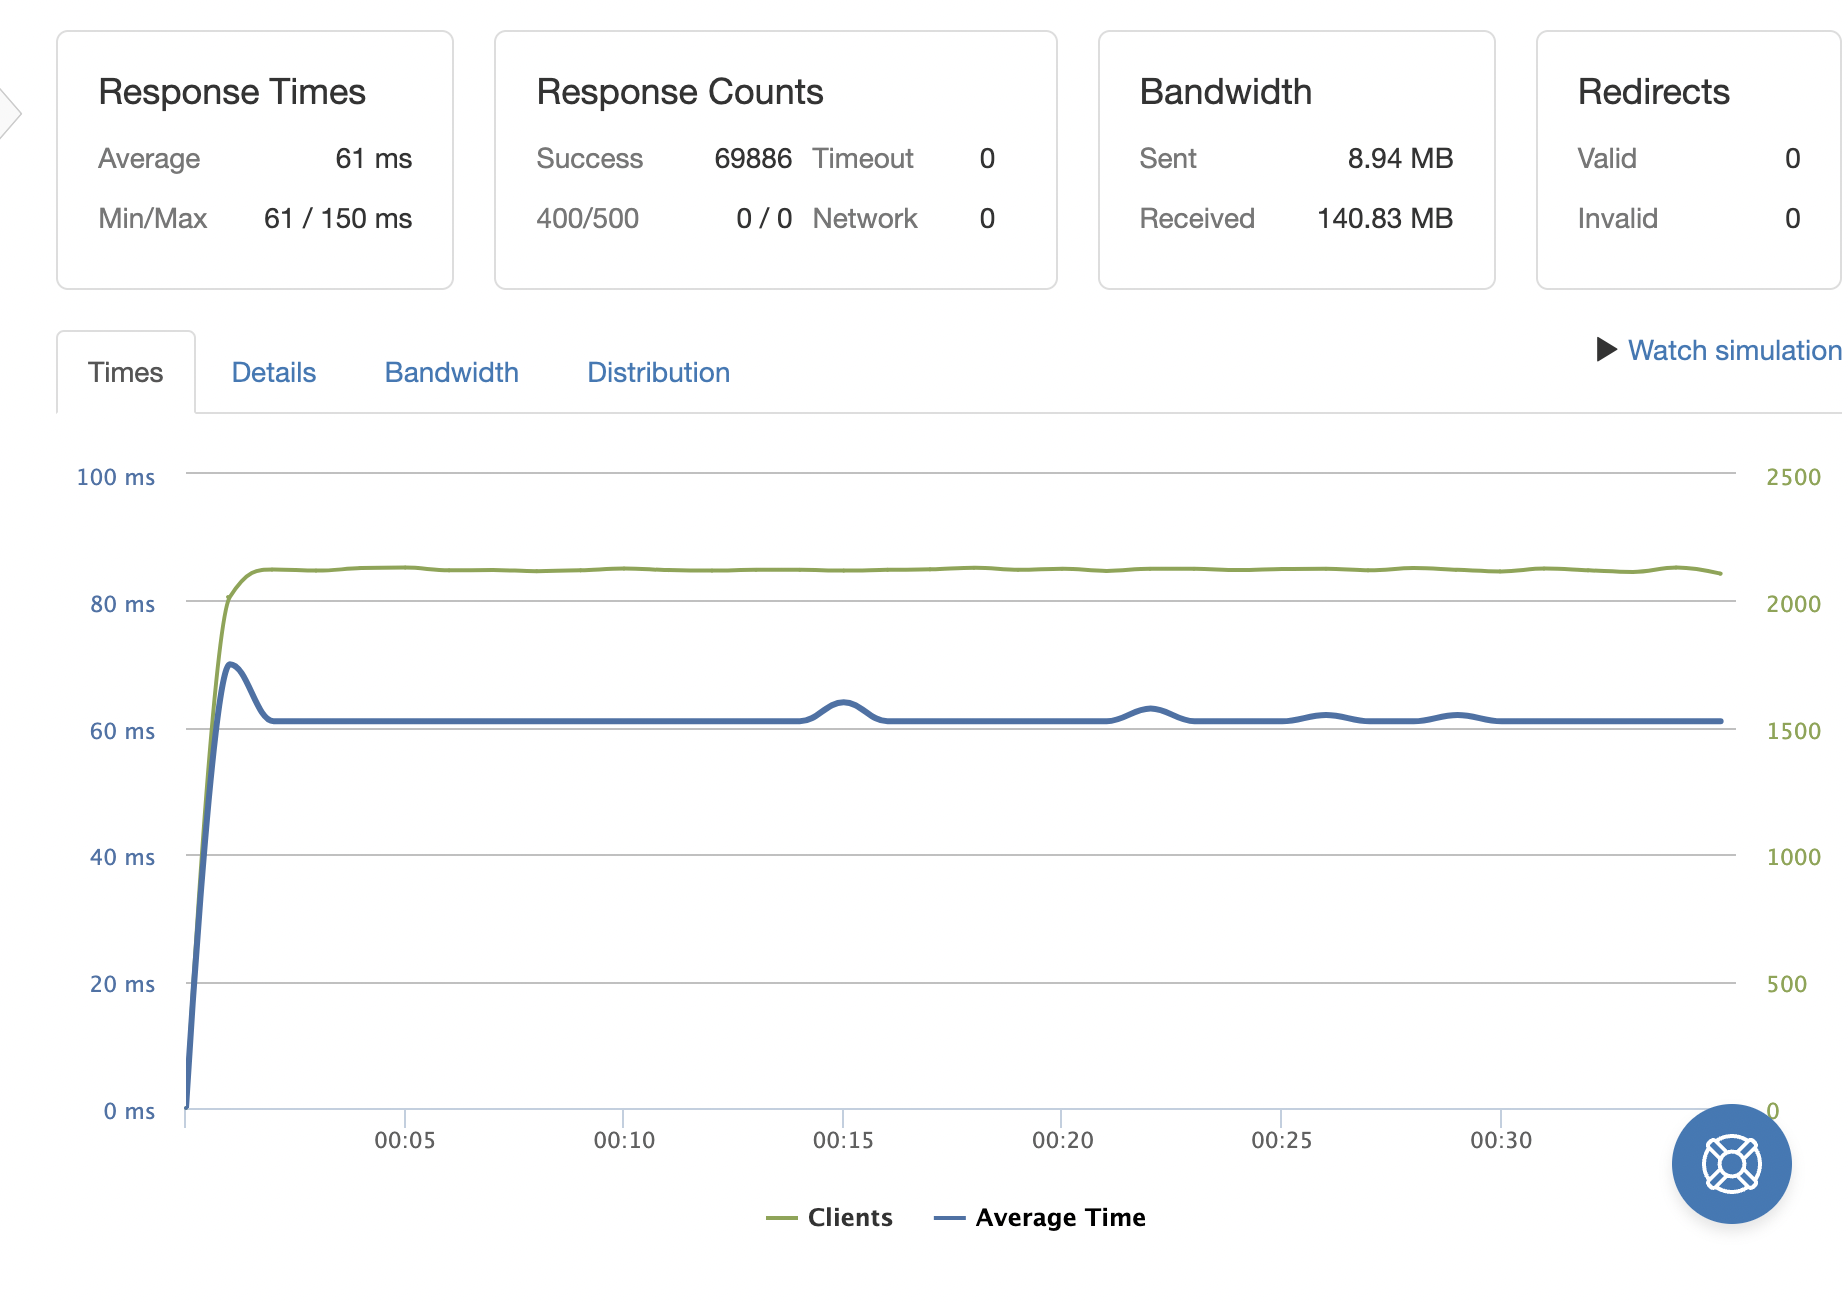 Response Times
Average 61 ms
Min/Max 61 / 150 ms
Response Counts
Success 69886 Timeout 0
400/500 0 / 0 Network 0
Bandwidth
Sent 8.94 MB
Received 140.83 MB
Redirects
Valid 0
Invalid 0
Times Details Bandwidth Distribution
Watch simulation
100 ms 2500
80 ms 2000
60 ms 1500
40 ms 1000
20 ms 500
0 ms 0
00:05 00:10 00:15 00:20 00:25 00:30
Clients Average Time